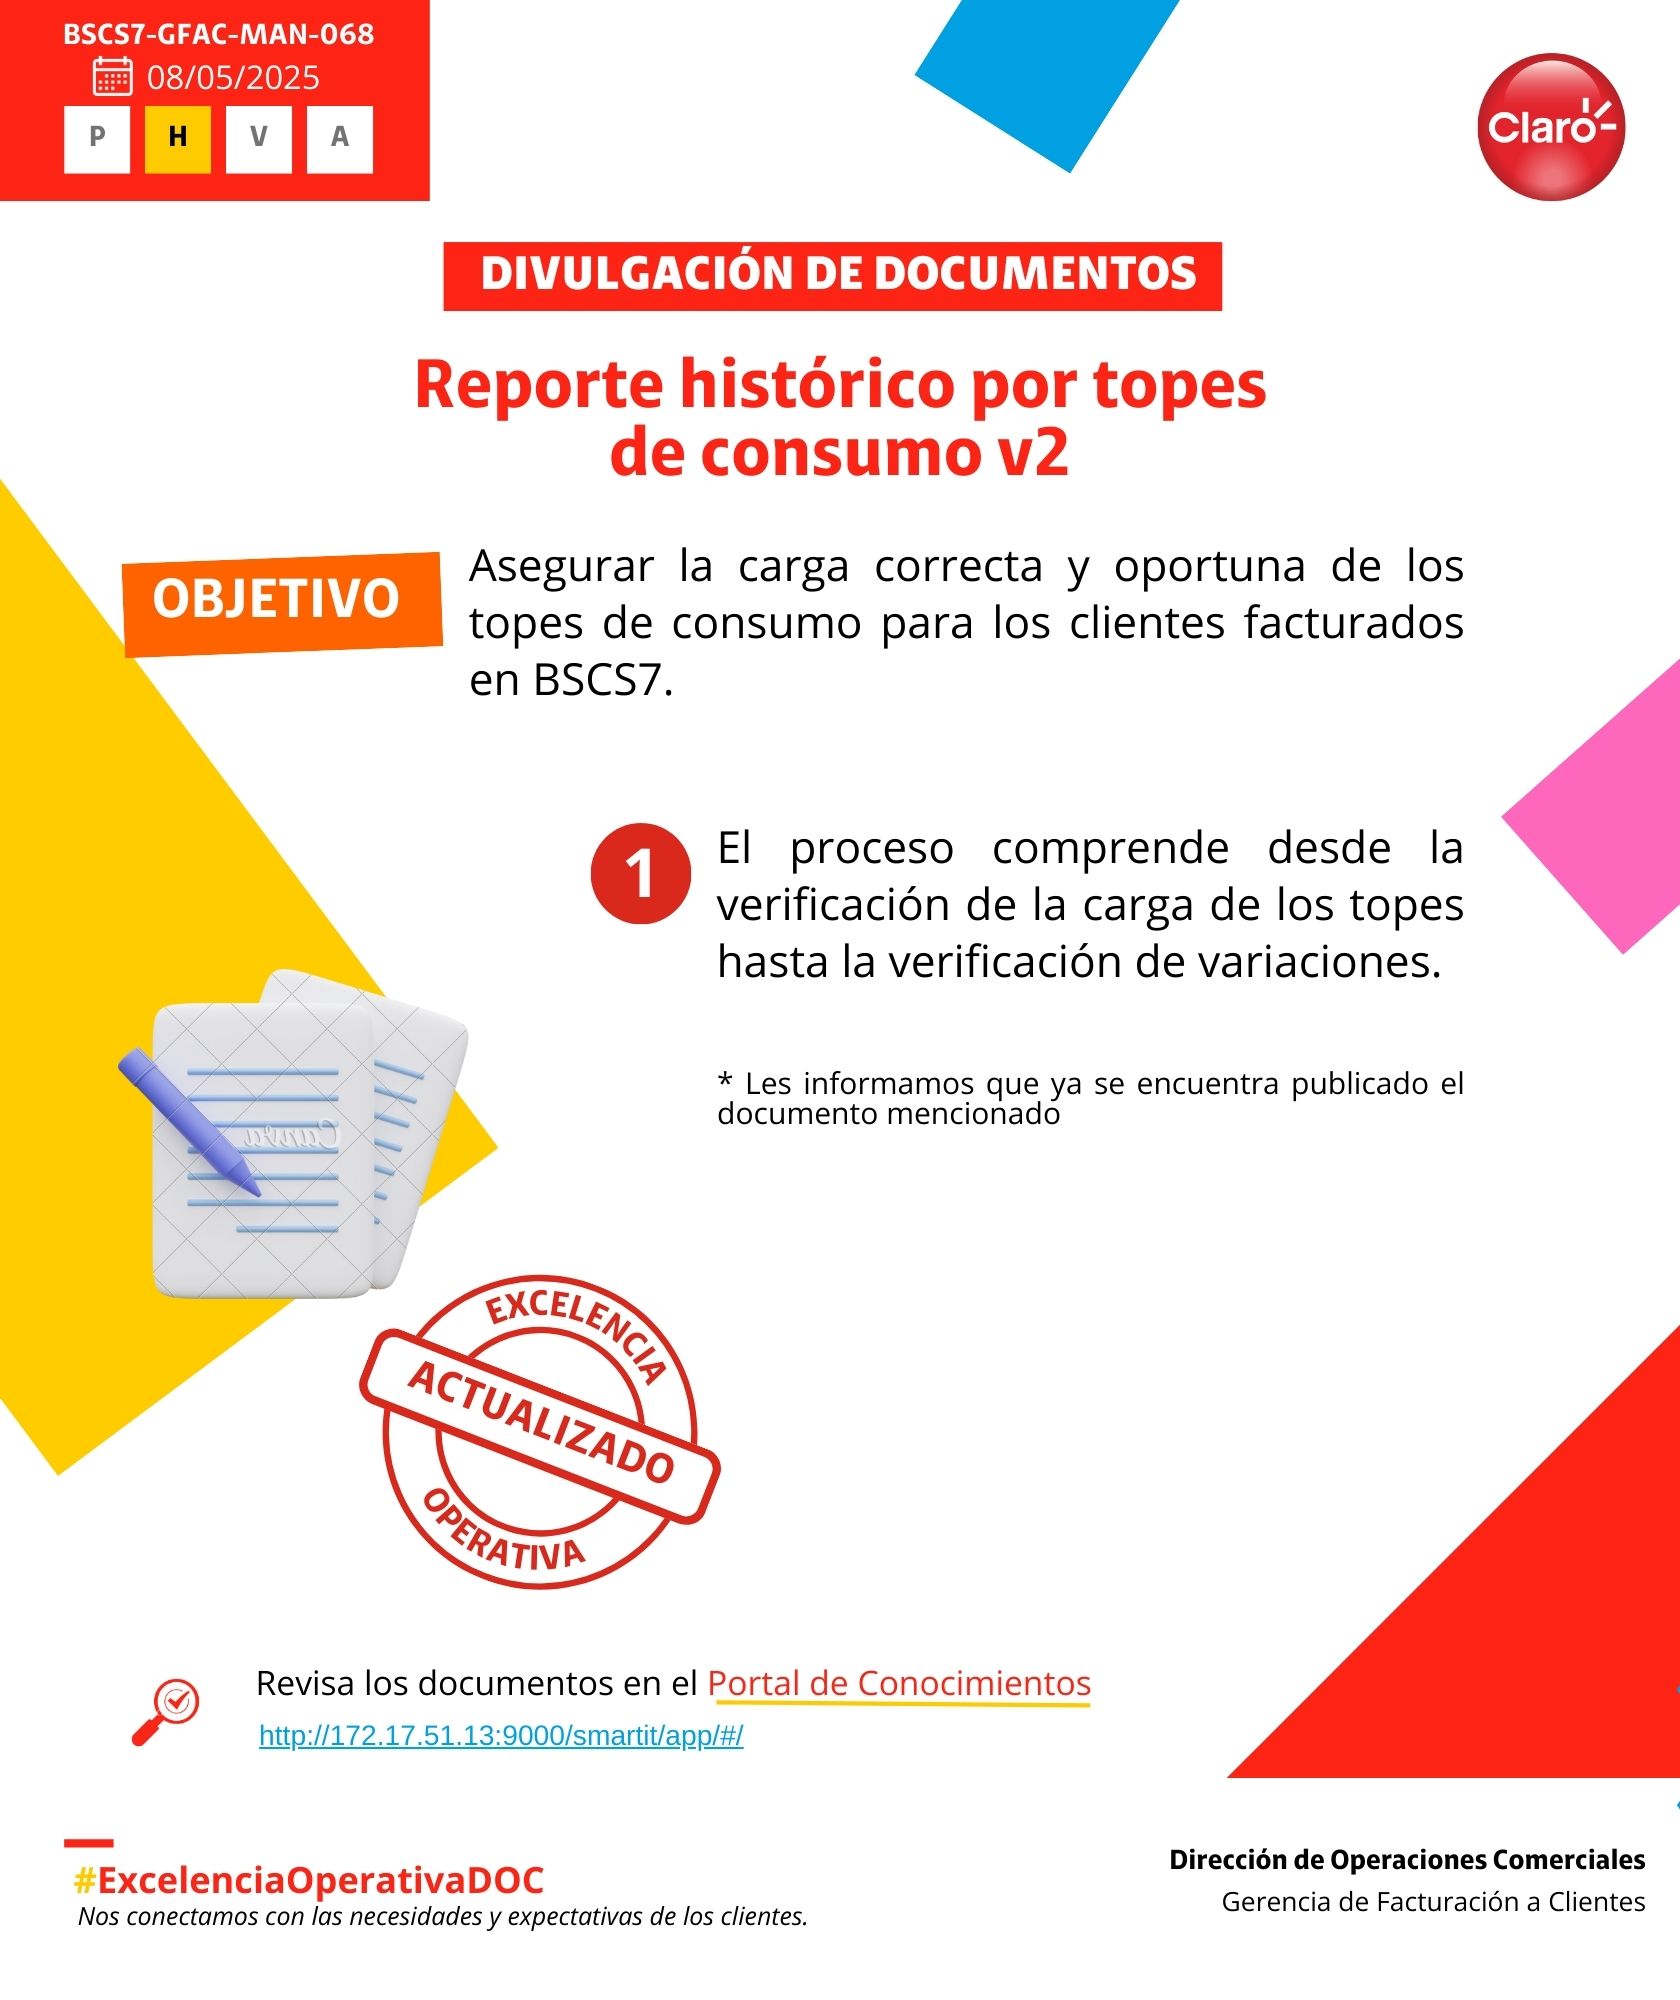 BSCS7-GFAC-MAN-068
08/05/2025
P H V A
Claro
DIVULGACIÓN DE DOCUMENTOS
Reporte histórico por topes
de consumo v2
OBJETIVO
Asegurar la carga correcta y oportuna de los
topes de consumo para los clientes facturados
en BSCS7.
1
El proceso comprende desde la
verificación de la carga de los topes
hasta la verificación de variaciones.
* Les informamos que ya se encuentra publicado el
documento mencionado
Canva
EXCELENCIA
ACTUALIZADO
OPERATIVA
Revisa los documentos en el Portal de Conocimientos
http://172.17.51.13:9000/smartit/app/#/
#ExcelenciaOperativaDOC
Nos conectamos con las necesidades y expectativas de los clientes.
Dirección de Operaciones Comerciales
Gerencia de Facturación a Clientes